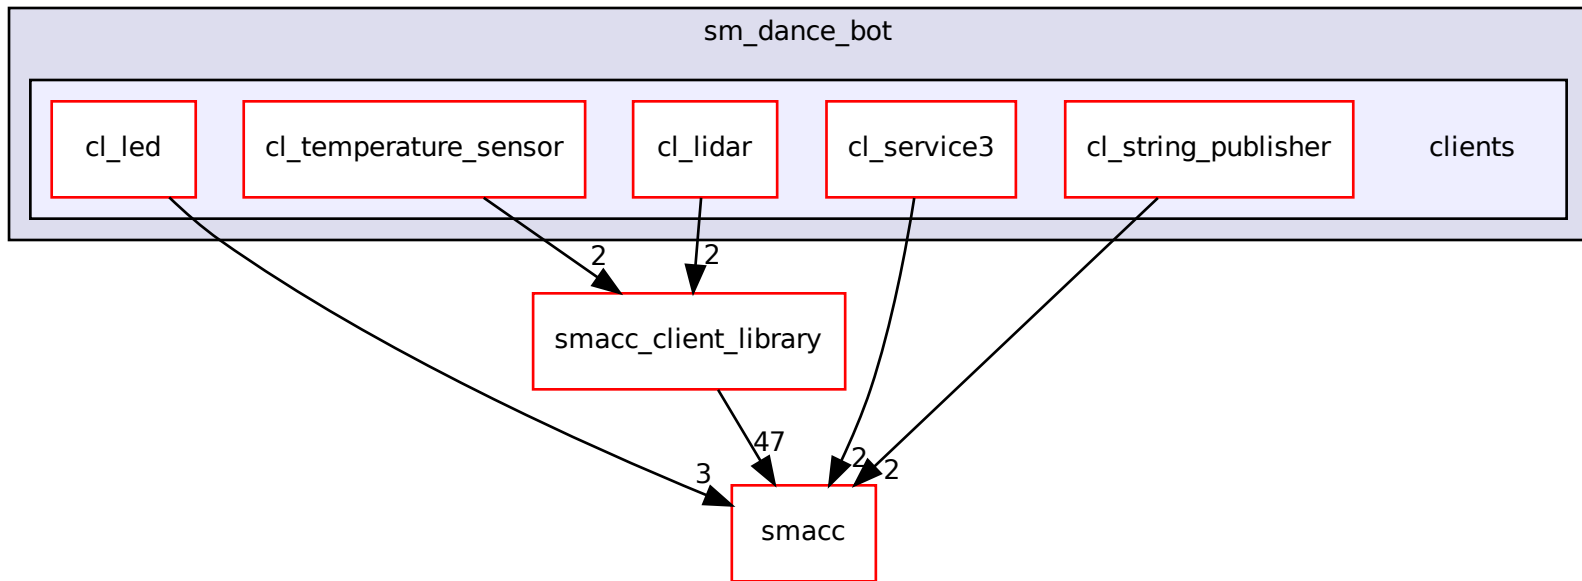 sm_dance_bot
cl_led
cl_temperature_sensor
cl_lidar
cl_service3
cl_string_publisher
clients
2
2
smacc_client_library
47
3
2
2
smacc